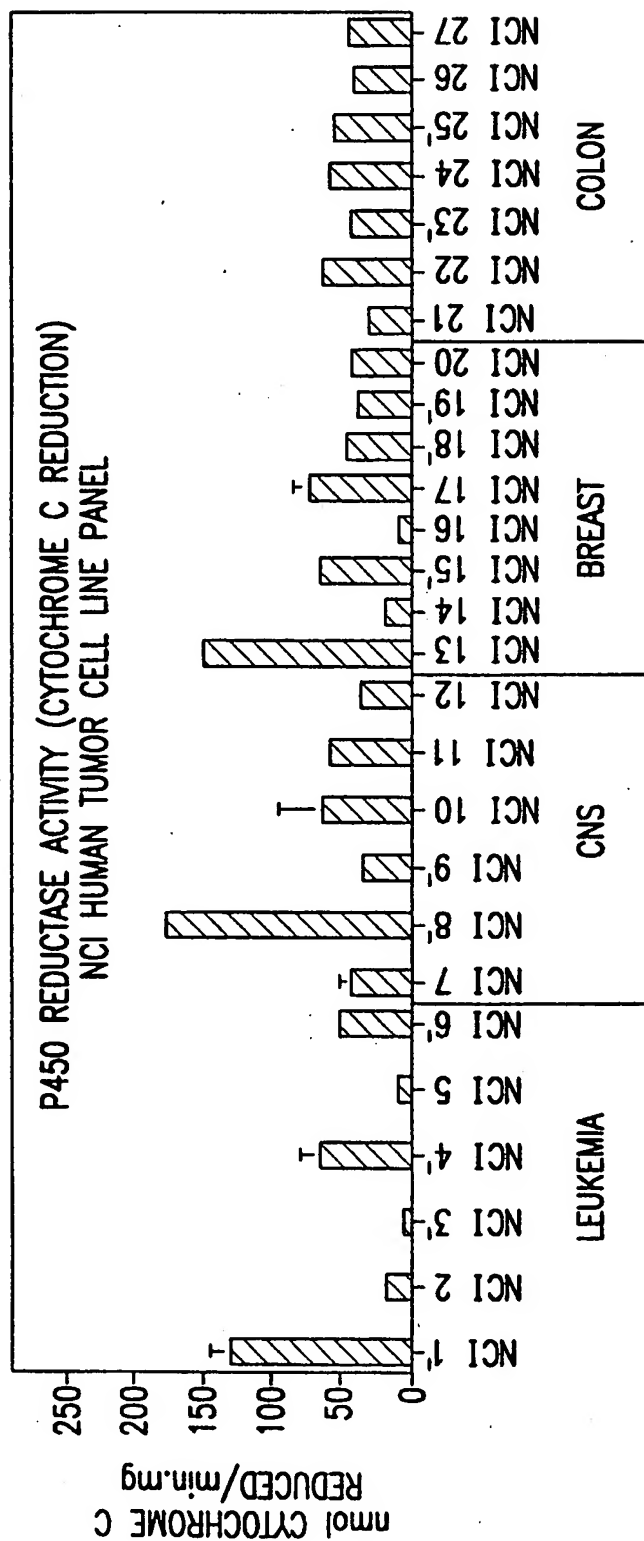 P450 REDUCTASE ACTIVITY (CYTOCHROME C REDUCTION)
NCI HUMAN TUMOR CELL LINE PANEL
nmol CYTOCHROME C
REDUCED/min.mg
250
200
150
100
50
0
NCI 1'
NCI 2
NCI 3'
NCI 4'
NCI 5
NCI 6'
NCI 7
NCI 8'
NCI 9'
NCI 10
NCI 11
NCI 12
NCI 13
NCI 14
NCI 15'
NCI 16
NCI 17
NCI 18'
NCI 19'
NCI 20
NCI 21
NCI 22
NCI 23'
NCI 24
NCI 25'
NCI 26
NCI 27
LEUKEMIA
CNS
BREAST
COLON